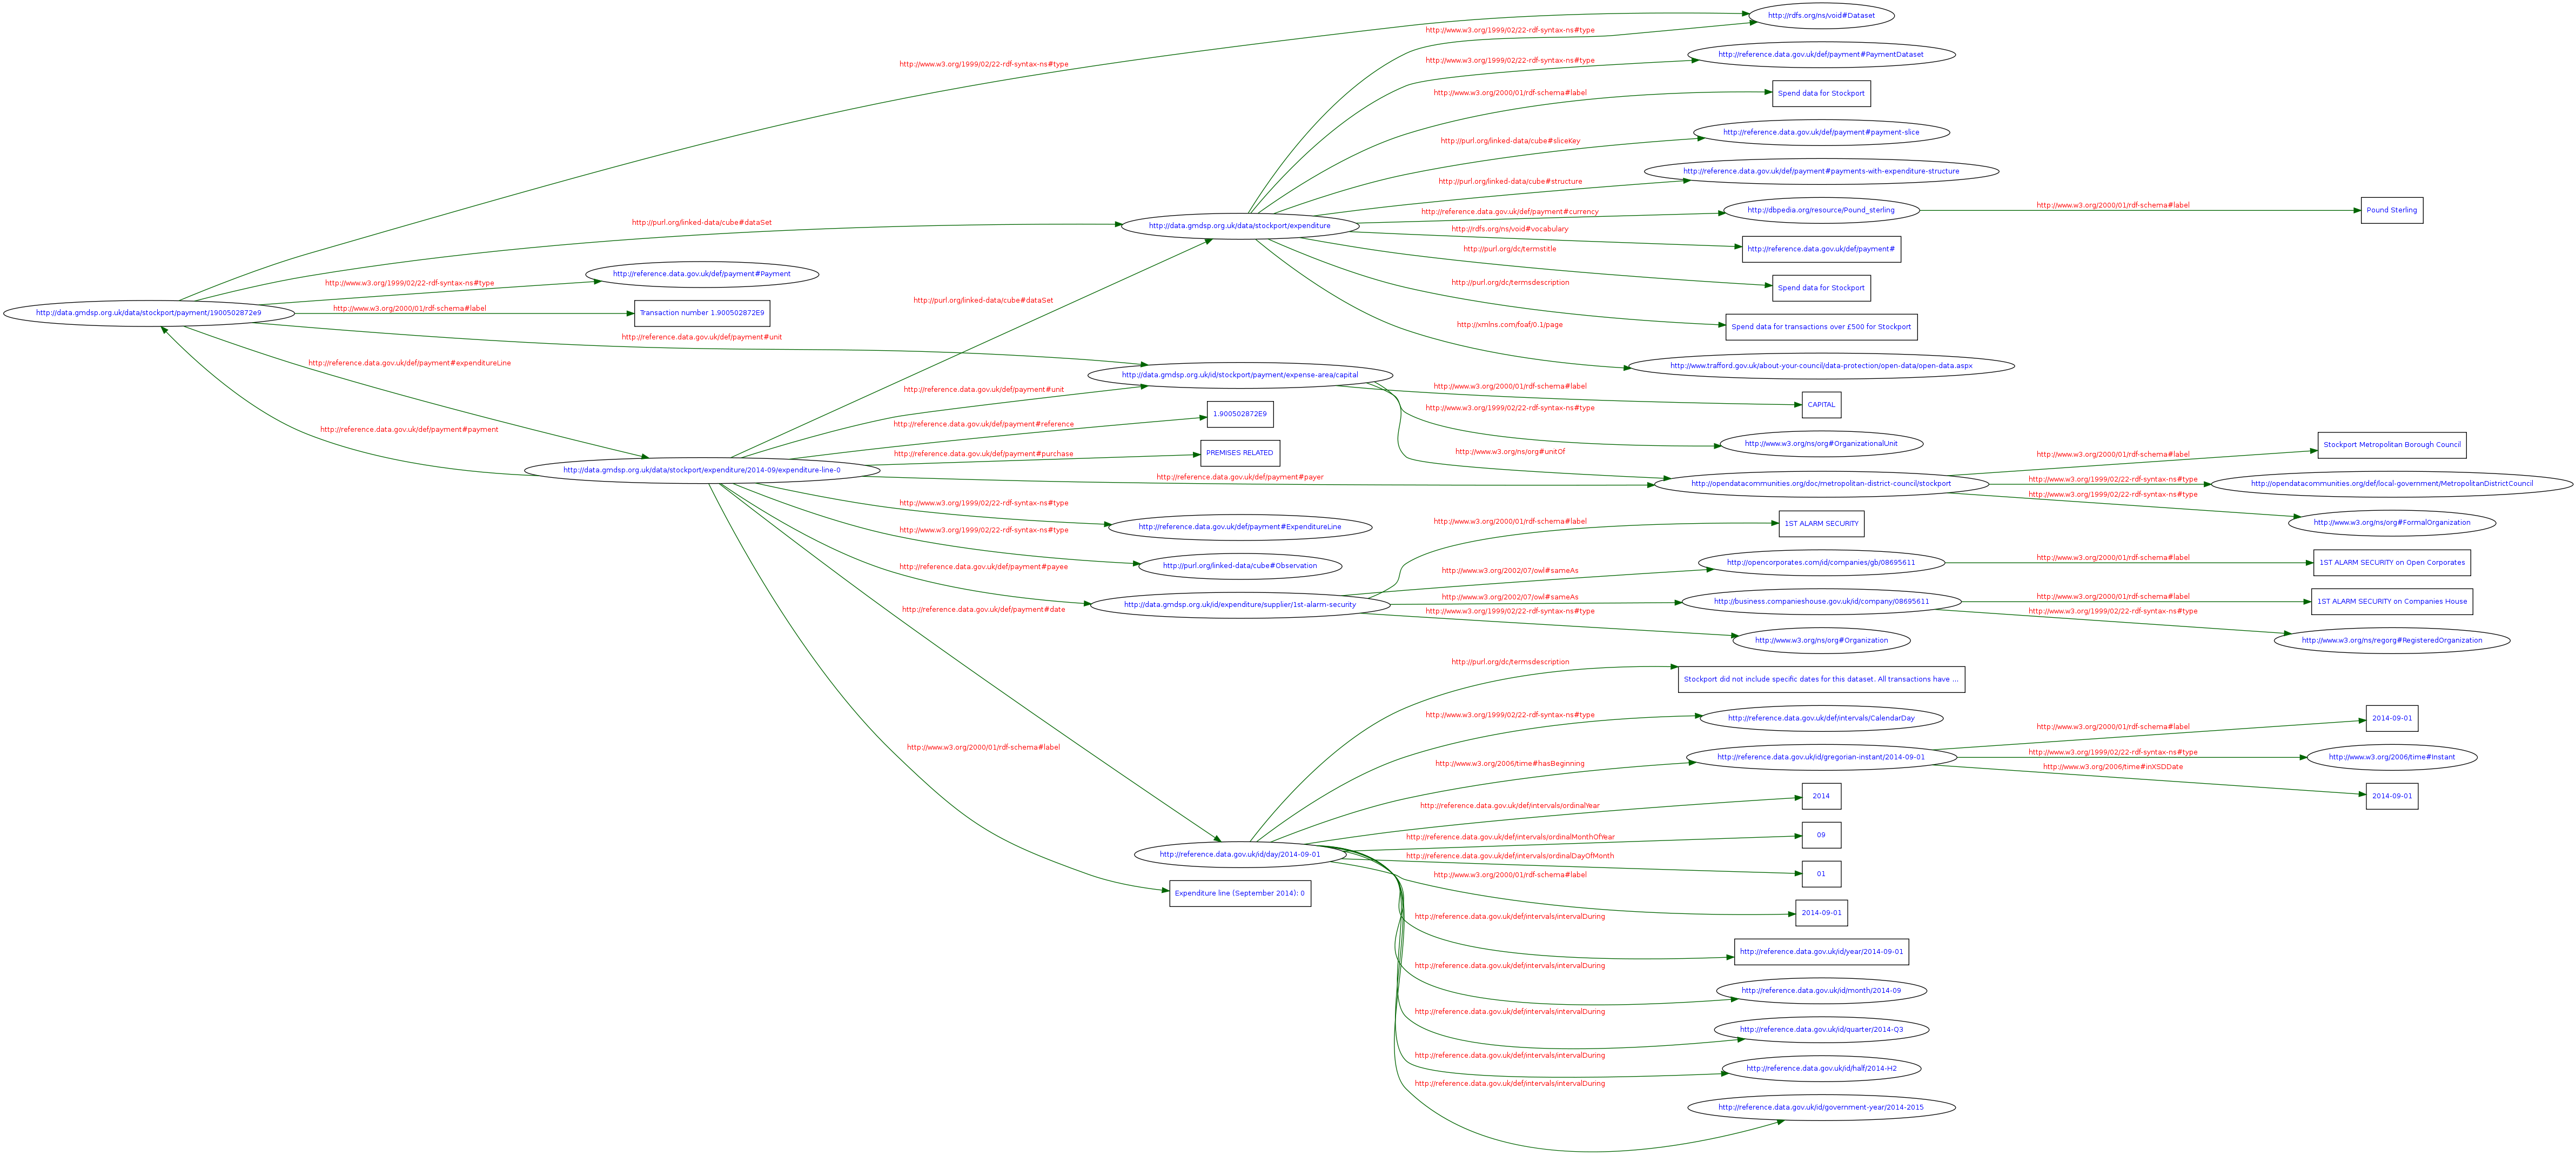 http://rdfs.org/ns/void#Dataset
http://www.w3.org/1999/02/22-rdf-syntax-ns#type
http://reference.data.gov.uk/def/payment#PaymentDataset
http://www.w3.org/1999/02/22-rdf-syntax-ns#type
http://www.w3.org/1999/02/22-rdf-syntax-ns#type
http://www.w3.org/2000/01/rdf-schema#label
Spend data for Stockport
http://reference.data.gov.uk/def/payment#payment-slice
http://purl.org/linked-data/cube#sliceKey
http://reference.data.gov.uk/def/payment#payments-with-expenditure-structure
http://purl.org/linked-data/cube#structure
http://www.w3.org/2000/01/rdf-schema#label
Pound Sterling
http://dbpedia.org/resource/Pound_sterling
http://reference.data.gov.uk/def/payment#currency
http://purl.org/linked-data/cube#dataSet
http://data.gmdsp.org.uk/data/stockport/expenditure
http://rdfs.org/ns/void#vocabulary
http://reference.data.gov.uk/def/payment#
http://purl.org/dc/termstitle
http://reference.data.gov.uk/def/payment#Payment
http://www.w3.org/1999/02/22-rdf-syntax-ns#type
http://purl.org/dc/termsdescription
Spend data for Stockport
http://purl.org/linked-data/cube#dataSet
http://www.w3.org/2000/01/rdf-schema#label
http://data.gmdsp.org.uk/data/stockport/payment/1900502872e9
Transaction number 1.900502872E9
http://xmlns.com/foaf/0.1/page
Spend data for transactions over £500 for Stockport
http://reference.data.gov.uk/def/payment#unit
http://reference.data.gov.uk/def/payment#expenditureLine
http://www.trafford.gov.uk/about-your-council/data-protection/open-data/open-data.aspx
http://data.gmdsp.org.uk/id/stockport/payment/expense-area/capital
http://reference.data.gov.uk/def/payment#unit
http://www.w3.org/2000/01/rdf-schema#label
CAPITAL
http://www.w3.org/1999/02/22-rdf-syntax-ns#type
1.900502872E9
http://reference.data.gov.uk/def/payment#reference
http://reference.data.gov.uk/def/payment#payment
http://www.w3.org/ns/org#OrganizationalUnit
Stockport Metropolitan Borough Council
http://reference.data.gov.uk/def/payment#purchase
PREMISES RELATED
http://www.w3.org/ns/org#unitOf
http://www.w3.org/2000/01/rdf-schema#label
http://data.gmdsp.org.uk/data/stockport/expenditure/2014-09/expenditure-line-0
http://reference.data.gov.uk/def/payment#payer
http://opendatacommunities.org/doc/metropolitan-district-council/stockport
http://www.w3.org/1999/02/22-rdf-syntax-ns#type
http://opendatacommunities.org/def/local-government/MetropolitanDistrictCouncil
http://www.w3.org/1999/02/22-rdf-syntax-ns#type
http://www.w3.org/ns/org#FormalOrganization
http://www.w3.org/1999/02/22-rdf-syntax-ns#type
http://reference.data.gov.uk/def/payment#ExpenditureLine
http://www.w3.org/2000/01/rdf-schema#label
1ST ALARM SECURITY
http://www.w3.org/1999/02/22-rdf-syntax-ns#type
http://purl.org/linked-data/cube#Observation
http://www.w3.org/2002/07/owl#sameAs
http://opencorporates.com/id/companies/gb/08695611
http://www.w3.org/2000/01/rdf-schema#label
1ST ALARM SECURITY on Open Corporates
http://reference.data.gov.uk/def/payment#payee
http://data.gmdsp.org.uk/id/expenditure/supplier/1st-alarm-security
http://www.w3.org/2002/07/owl#sameAs
http://business.companieshouse.gov.uk/id/company/08695611
http://www.w3.org/2000/01/rdf-schema#label
1ST ALARM SECURITY on Companies House
http://reference.data.gov.uk/def/payment#date
http://www.w3.org/1999/02/22-rdf-syntax-ns#type
http://www.w3.org/1999/02/22-rdf-syntax-ns#type
http://www.w3.org/ns/org#Organization
http://www.w3.org/ns/regorg#RegisteredOrganization
http://purl.org/dc/termsdescription
Stockport did not include specific dates for this dataset. All transactions have ...
http://www.w3.org/1999/02/22-rdf-syntax-ns#type
http://reference.data.gov.uk/def/intervals/CalendarDay
http://www.w3.org/2000/01/rdf-schema#label
2014-09-01
http://www.w3.org/2000/01/rdf-schema#label
http://www.w3.org/2006/time#hasBeginning
http://reference.data.gov.uk/id/gregorian-instant/2014-09-01
http://www.w3.org/1999/02/22-rdf-syntax-ns#type
http://www.w3.org/2006/time#Instant
http://www.w3.org/2006/time#inXSDDate
2014-09-01
http://reference.data.gov.uk/def/intervals/ordinalYear
2014
http://reference.data.gov.uk/def/intervals/ordinalMonthOfYear
09
http://reference.data.gov.uk/id/day/2014-09-01
http://reference.data.gov.uk/def/intervals/ordinalDayOfMonth
01
http://www.w3.org/2000/01/rdf-schema#label
Expenditure line (September 2014): 0
2014-09-01
http://reference.data.gov.uk/def/intervals/intervalDuring
http://reference.data.gov.uk/id/year/2014-09-01
http://reference.data.gov.uk/def/intervals/intervalDuring
http://reference.data.gov.uk/id/month/2014-09
http://reference.data.gov.uk/def/intervals/intervalDuring
http://reference.data.gov.uk/id/quarter/2014-Q3
http://reference.data.gov.uk/def/intervals/intervalDuring
http://reference.data.gov.uk/id/half/2014-H2
http://reference.data.gov.uk/def/intervals/intervalDuring
http://reference.data.gov.uk/id/government-year/2014-2015